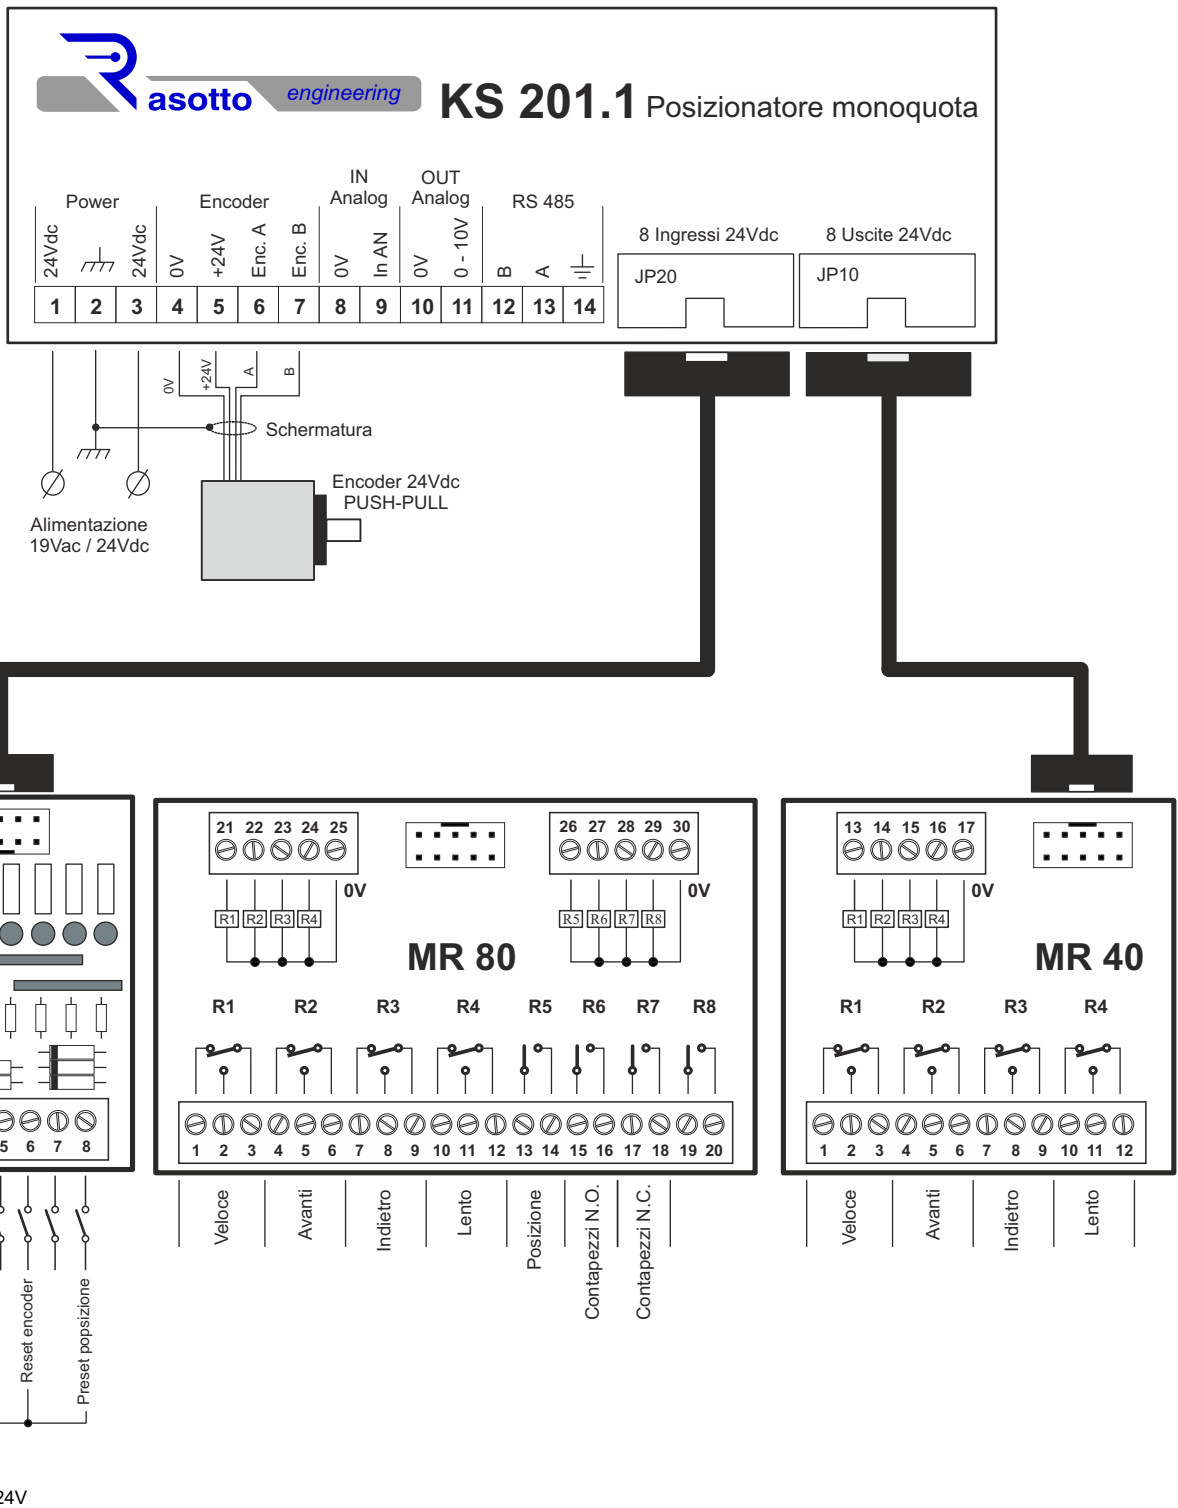 Rasotto engineering KS 201.1 Posizionatore monoquota
Power
Encoder
IN
Analog
OUT
Analog
RS 485
24Vdc
24Vdc
0V
+24V
Enc. A
Enc. B
0V
In AN
0V
0 - 10V
B
A
1 2 3 4 5 6 7 8 9 10 11 12 13 14
8 Ingressi 24Vdc
8 Uscite 24Vdc
JP20
JP10
0V
+24V
A
B
Schermatura
Encoder 24Vdc
PUSH-PULL
Alimentazione
19Vac / 24Vdc
5 6 7 8
Reset encoder
Preset popsizione
24V
21 22 23 24 25
26 27 28 29 30
0V
0V
R1 R2 R3 R4
R5 R6 R7 R8
MR 80
R1 R2 R3 R4 R5 R6 R7 R8
1 2 3 4 5 6 7 8 9 10 11 12 13 14 15 16 17 18 19 20
Veloce
Avanti
Indietro
Lento
Posizione
Contapezzi N.O.
Contapezzi N.C.
13 14 15 16 17
0V
R1 R2 R3 R4
MR 40
R1 R2 R3 R4
1 2 3 4 5 6 7 8 9 10 11 12
Veloce
Avanti
Indietro
Lento